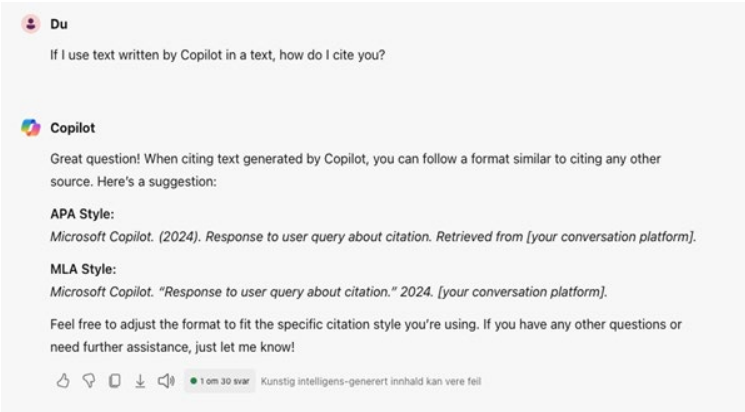 Du
If I use text written by Copilot in a text, how do I cite you?
Copilot
Great question! When citing text generated by Copilot, you can follow a format similar to citing any other
source. Here's a suggestion:
APA Style:
Microsoft Copilot. (2024). Response to user query about citation. Retrieved from [your conversation platform].
MLA Style:
Microsoft Copilot. “Response to user query about citation.” 2024. [your conversation platform].
Feel free to adjust the format to fit the specific citation style you're using. If you have any other questions or
need further assistance, just let me know!
1 om 30 svar Kunstig intelligens-generert innhald kan vere feil